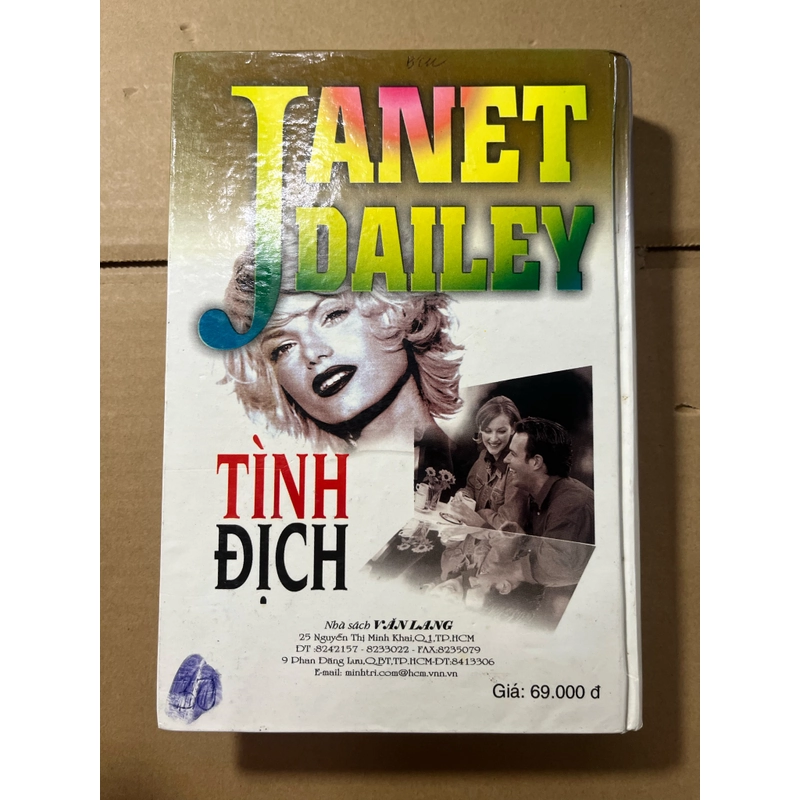 JANET
DAILEY
TÌNH
ĐỊCH
Nhà sách VĂN LANG
25 Nguyễn Thị Minh Khai,Q.1,TP.HCM
ĐT :8242157 - 8233022 - FAX:8235079
9 Phan Đăng Lưu,Q.BT,TP.HCM-ĐT:8413306
E-mail: minhtri.com@hcm.vnn.vn
Giá: 69.000 đ